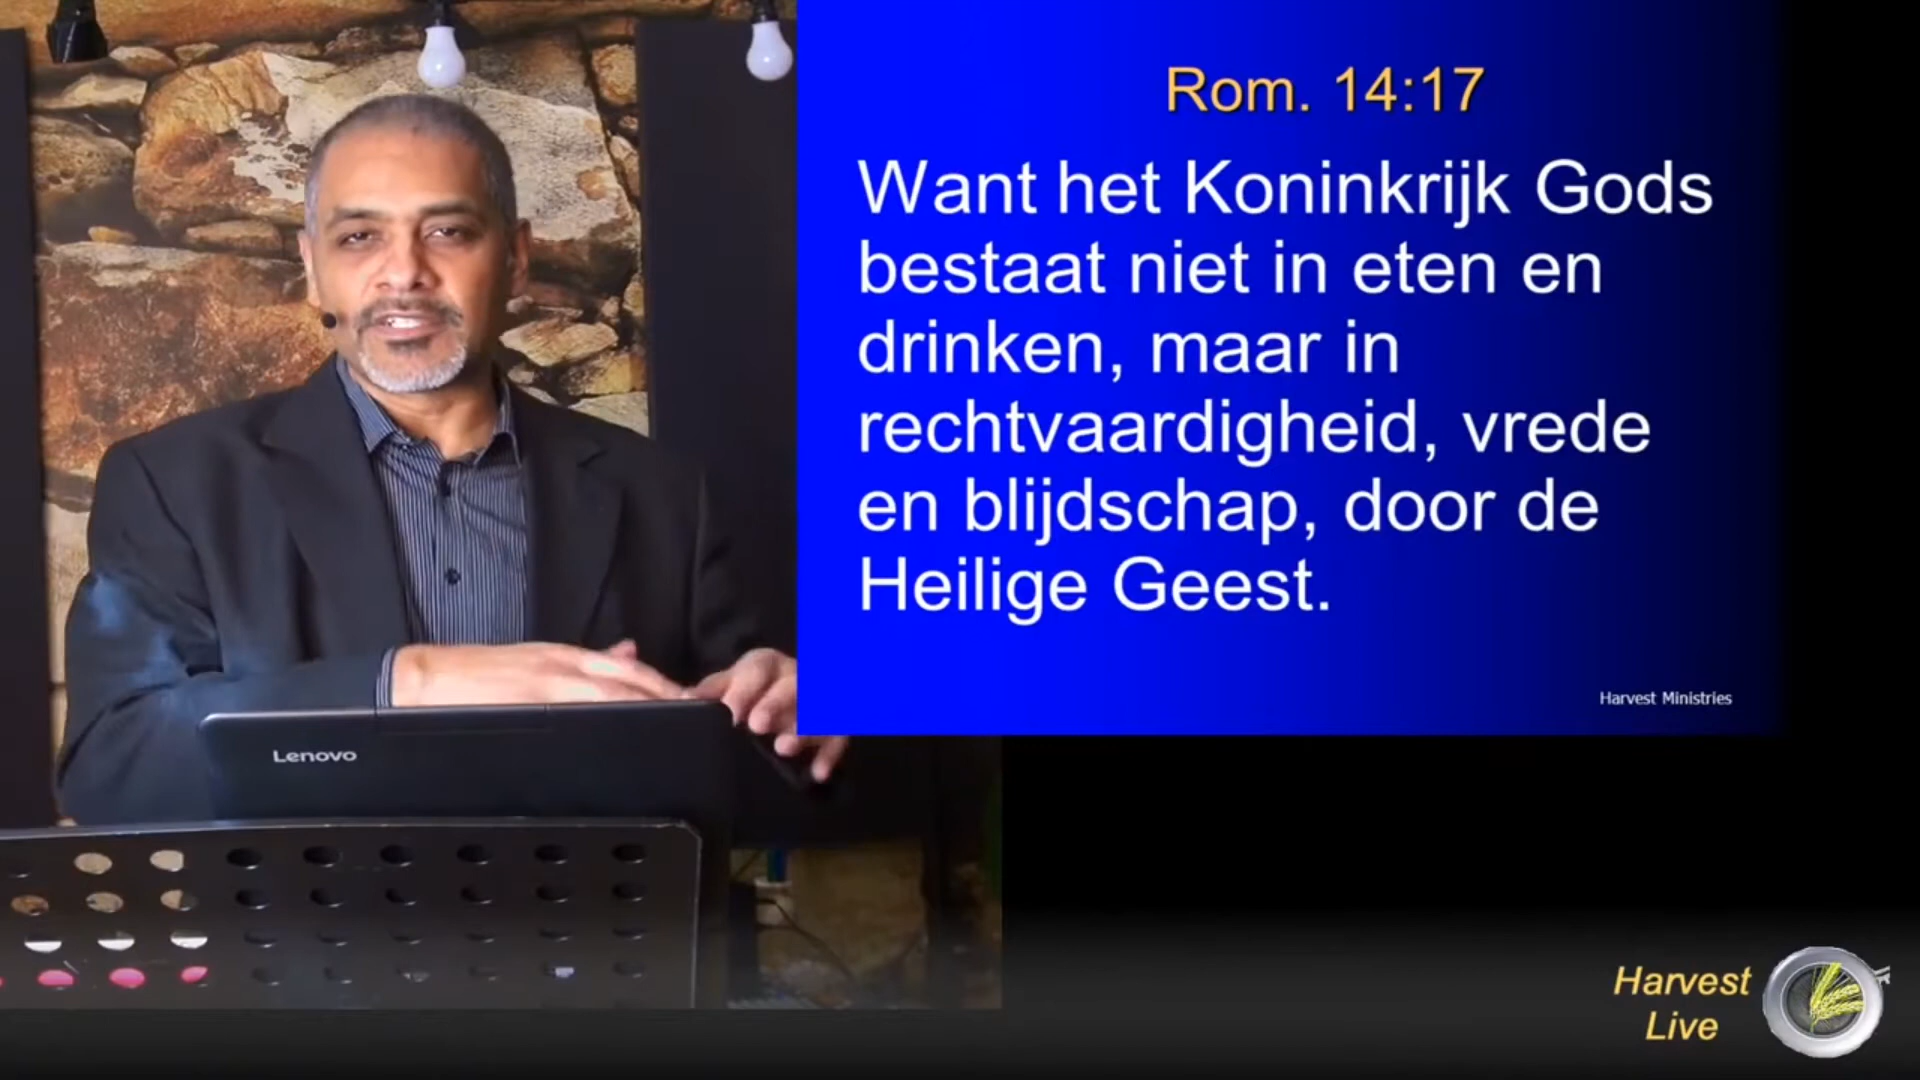 Rom. 14:17
Want het Koninkrijk Gods
bestaat niet in eten en
drinken, maar in
rechtvaardigheid, vrede
en blijdschap, door de
Heilige Geest.
Harvest Ministries
Lenovo
Harvest
Live